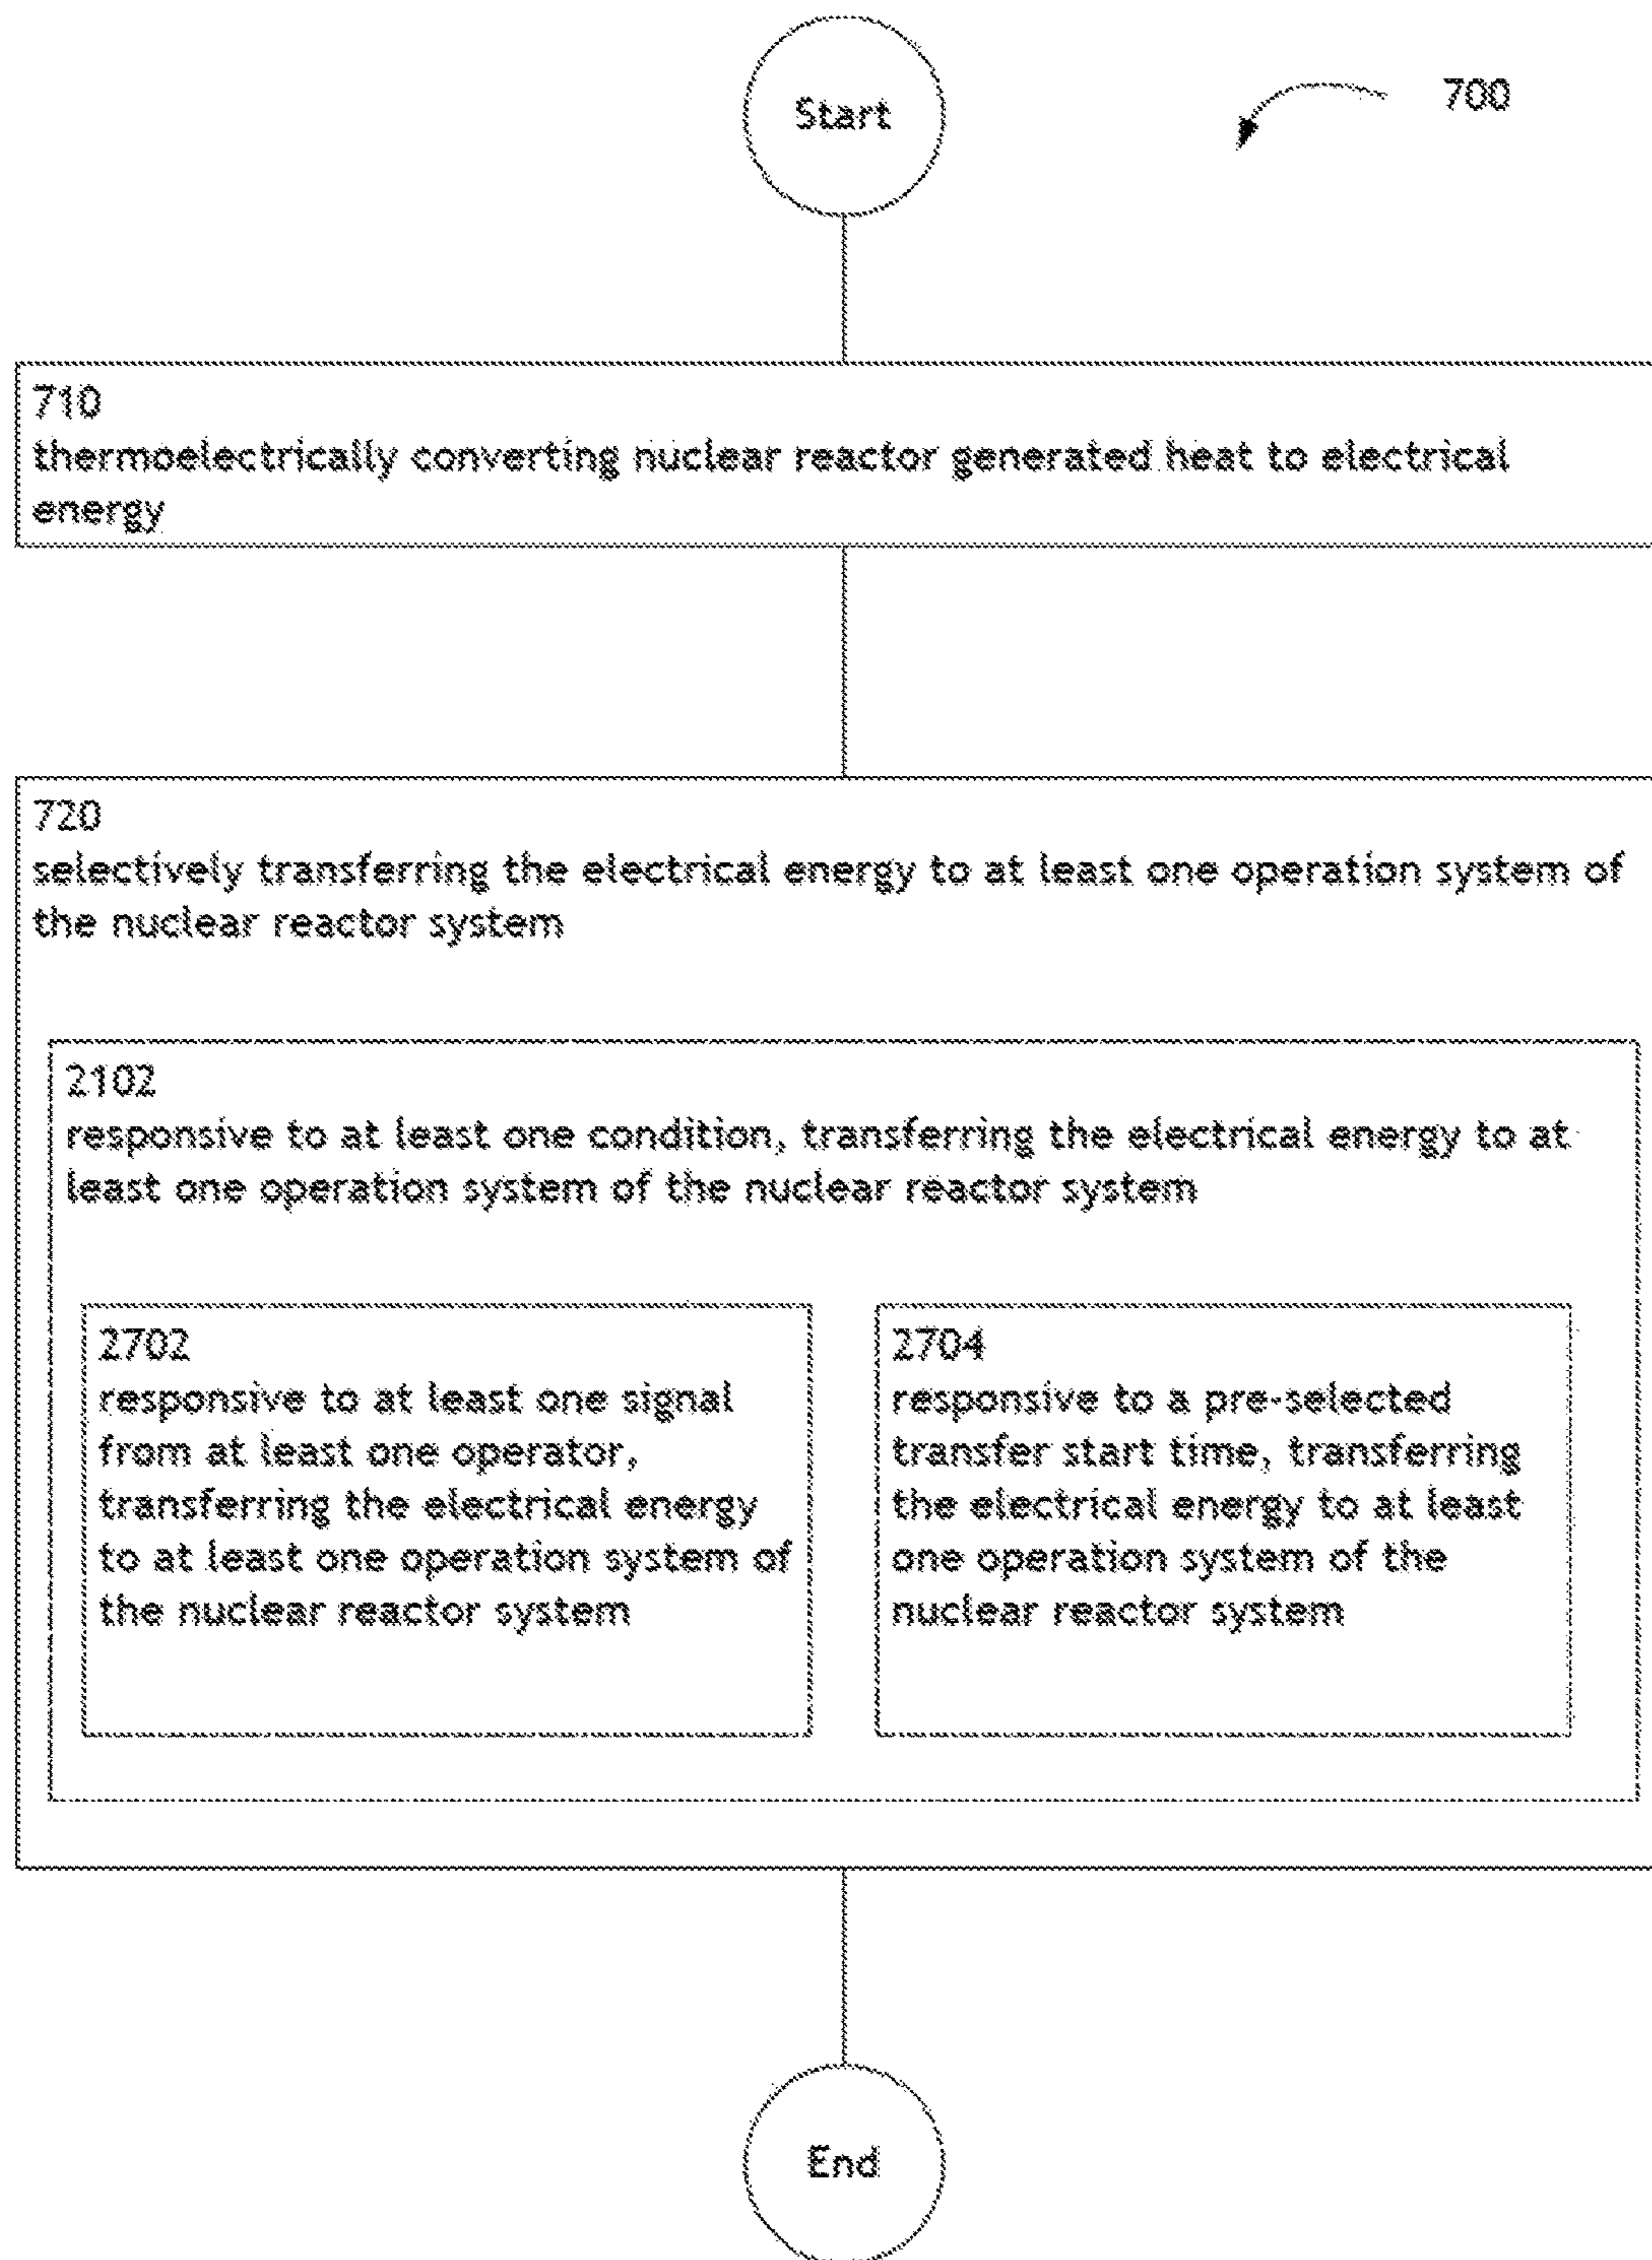 Start
700
710
thermoelectrically converting nuclear reactor generated heat to electrical
energy
720
selectively transferring the electrical energy to at least one operation system of
the nuclear reactor system
2102
responsive to at least one condition, transferring the electrical energy to at
least one operation system of the nuclear reactor system
2702
responsive to at least one signal
from at least one operator,
transferring the electrical energy
to at least one operation system of
the nuclear reactor system
2704
responsive to a pre-selected
transfer start time, transferring
the electrical energy to at least
one operation system of the
nuclear reactor system
End